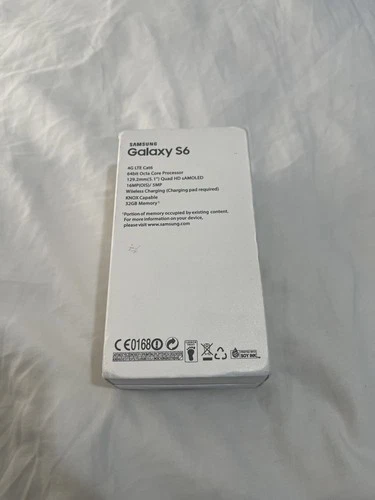 SAMSUNG
Galaxy S6
4G LTE Cat6
64bit Octa Core Processor
129.2mm(5.1") Quad HD sAMOLED
16MP(OIS)/ 5MP
Wireless Charging (Charging pad required)
KNOX Capable
32GB Memory*
*Portion of memory occupied by existing content.
For more information on your device,
please visit www.samsung.com
CE0168
SOY INK